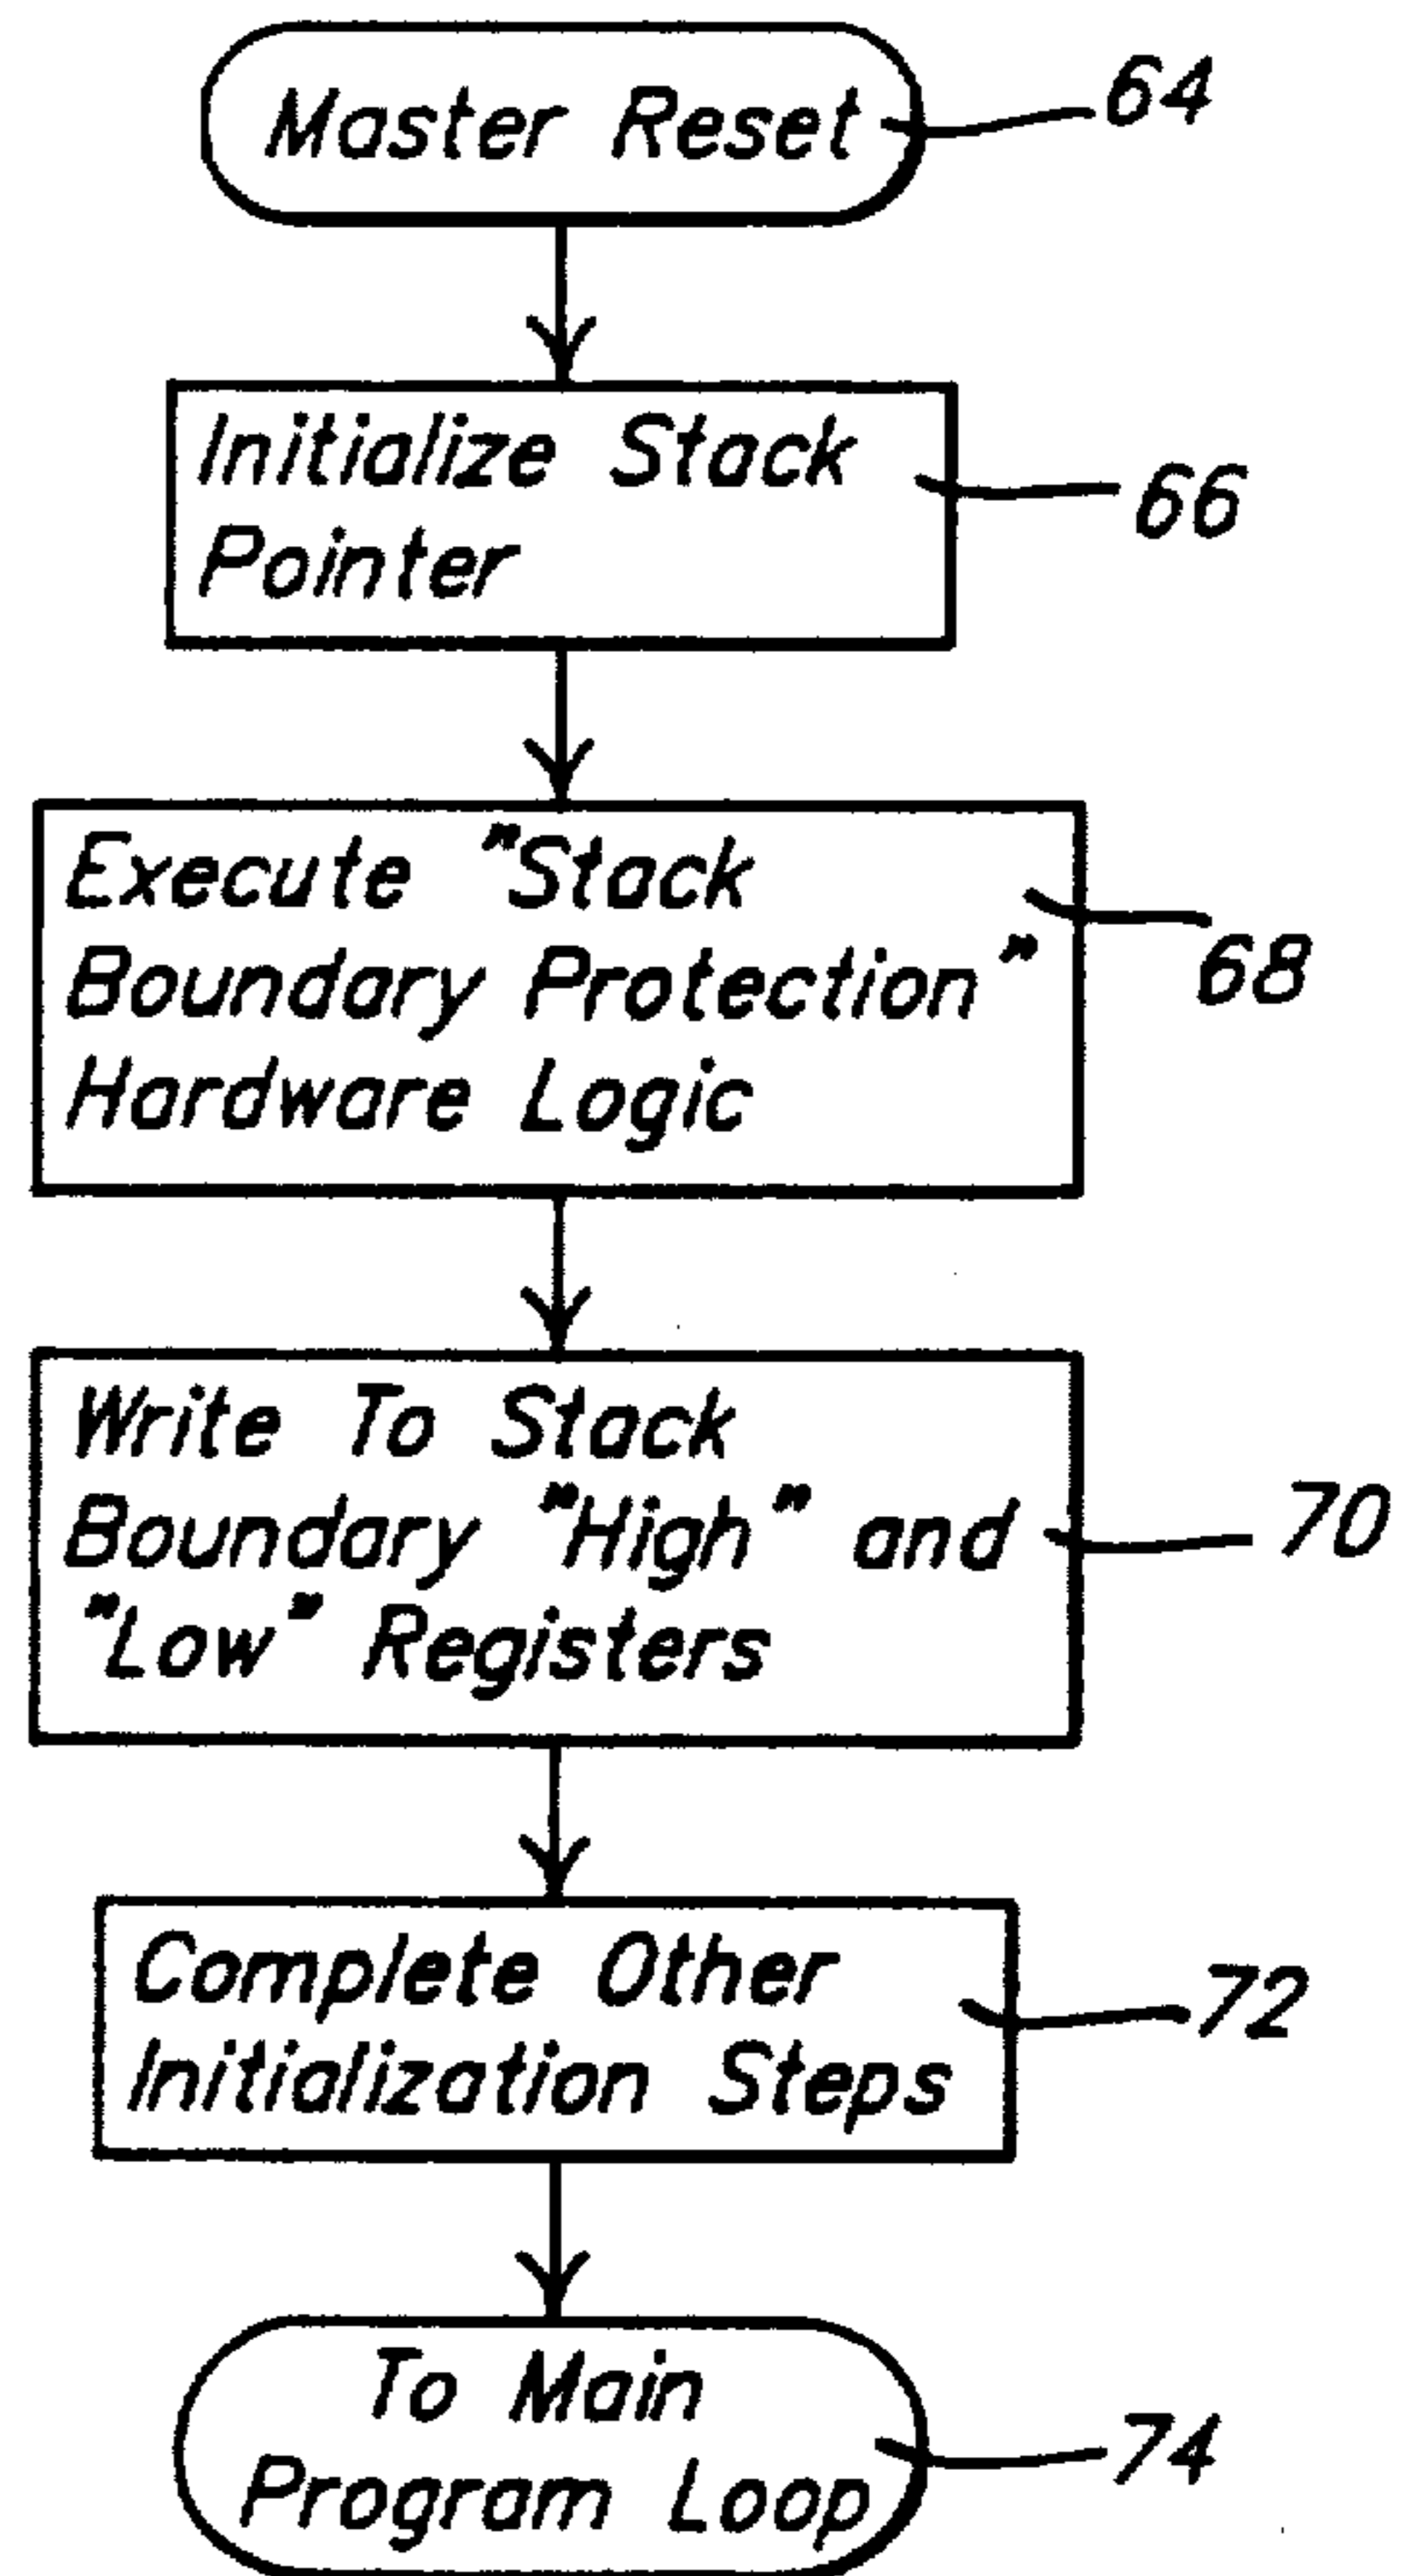 Master Reset
64
Initialize Stack
Pointer
66
Execute "Stack
Boundary Protection"
Hardware Logic
68
Write To Stack
Boundary "High" and
"Low" Registers
70
Complete Other
Initialization Steps
72
To Main
Program Loop
74